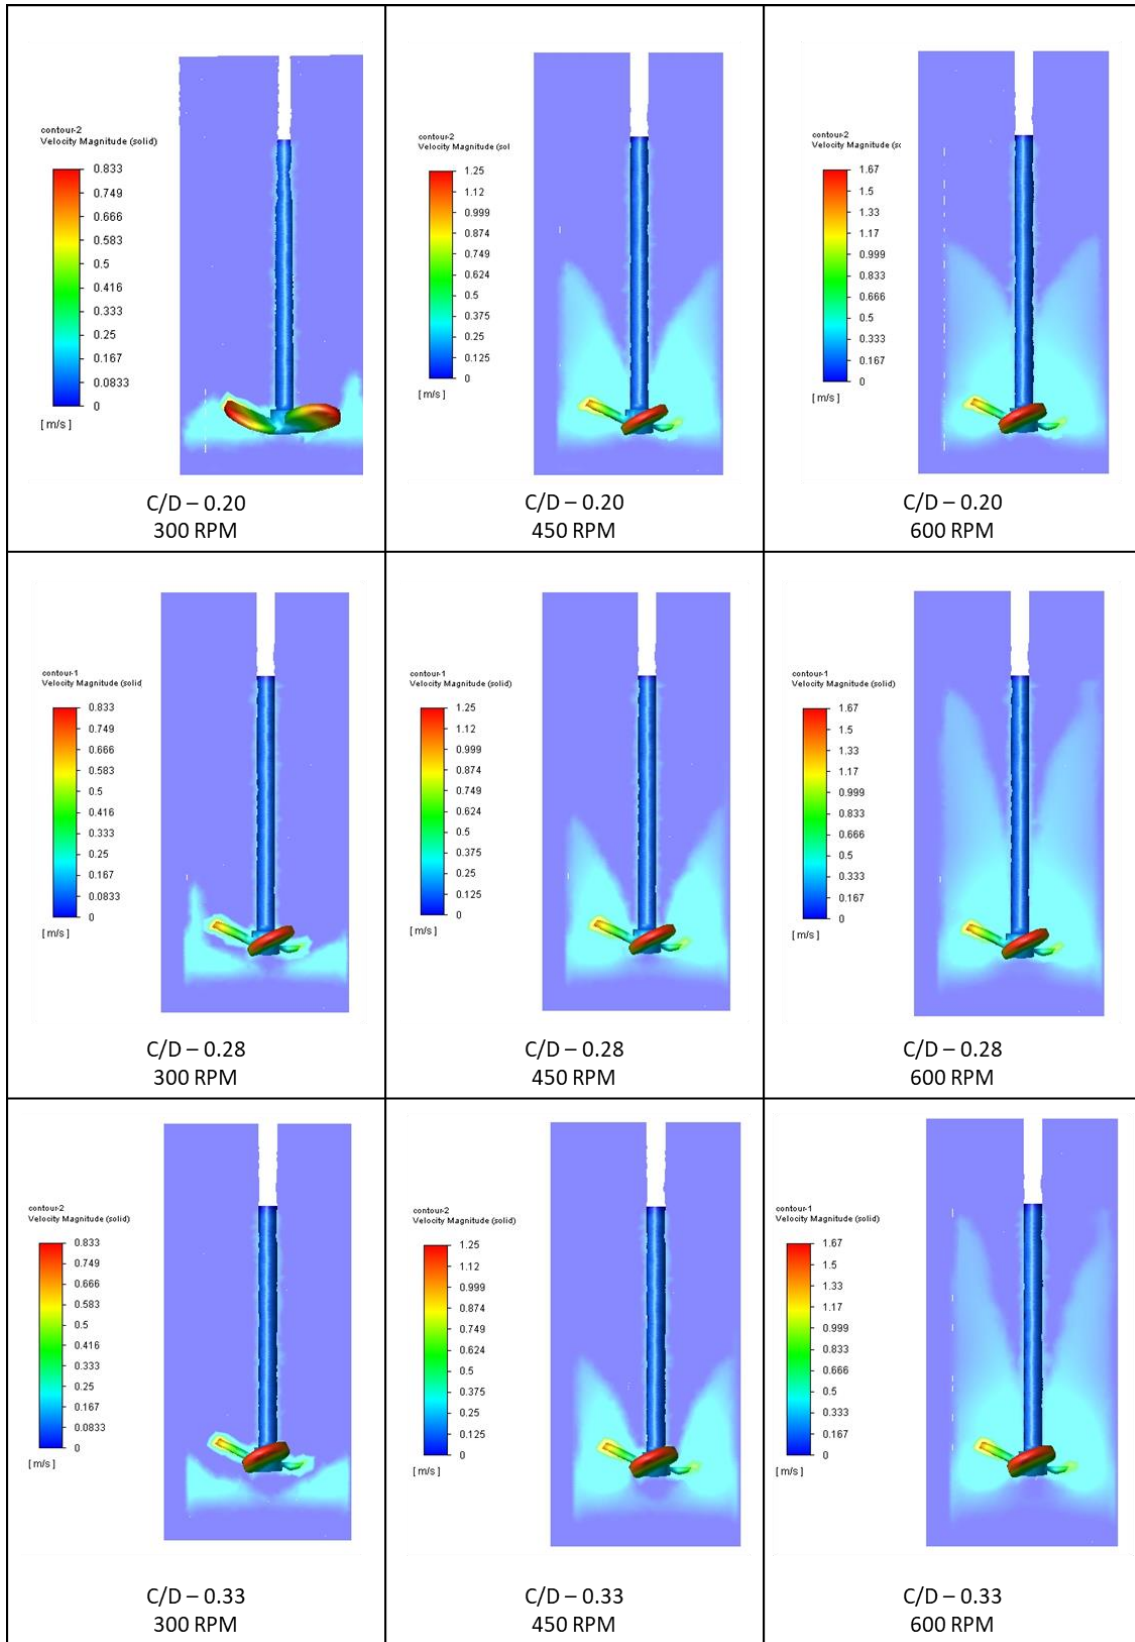 contour-2
Velocity Magnitude (solid)
0.833
0.749
0.666
0.583
0.5
0.416
0.333
0.25
0.167
0.0833
0
[ m/s ]
C/D – 0.20
300 RPM
contour-2
Velocity Magnitude (sol
1.25
1.12
0.999
0.874
0.749
0.624
0.5
0.375
0.25
0.125
0
[ m/s ]
C/D – 0.20
450 RPM
contour-2
Velocity Magnitude (sc
1.67
1.5
1.33
1.17
0.999
0.833
0.666
0.5
0.333
0.167
0
[ m/s ]
C/D – 0.20
600 RPM
contour-1
Velocity Magnitude (solid
0.833
0.749
0.666
0.583
0.5
0.416
0.333
0.25
0.167
0.0833
0
[ m/s ]
C/D – 0.28
300 RPM
contour-1
Velocity Magnitude (solid)
1.25
1.12
0.999
0.874
0.749
0.624
0.5
0.375
0.25
0.125
0
[ m/s ]
C/D – 0.28
450 RPM
contour-1
Velocity Magnitude (solid)
1.67
1.5
1.33
1.17
0.999
0.833
0.666
0.5
0.333
0.167
0
[ m/s ]
C/D – 0.28
600 RPM
contour-2
Velocity Magnitude (solid)
0.833
0.749
0.666
0.583
0.5
0.416
0.333
0.25
0.167
0.0833
0
[ m/s ]
C/D – 0.33
300 RPM
contour-2
Velocity Magnitude (solid)
1.25
1.12
0.999
0.874
0.749
0.624
0.5
0.375
0.25
0.125
0
[ m/s ]
C/D – 0.33
450 RPM
contour-1
Velocity Magnitude (solid)
1.67
1.5
1.33
1.17
0.999
0.833
0.666
0.5
0.333
0.167
0
[ m/s ]
C/D – 0.33
600 RPM